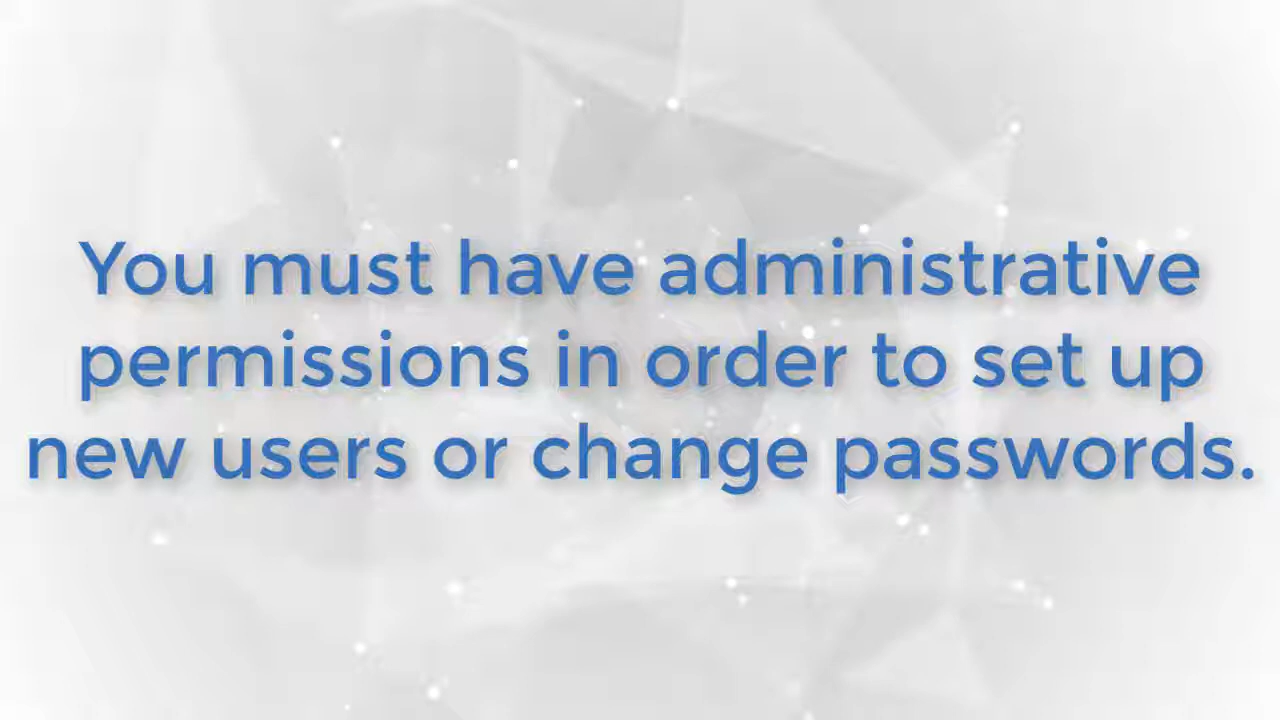 You must have administrative
permissions in order to set up
new users or change passwords.